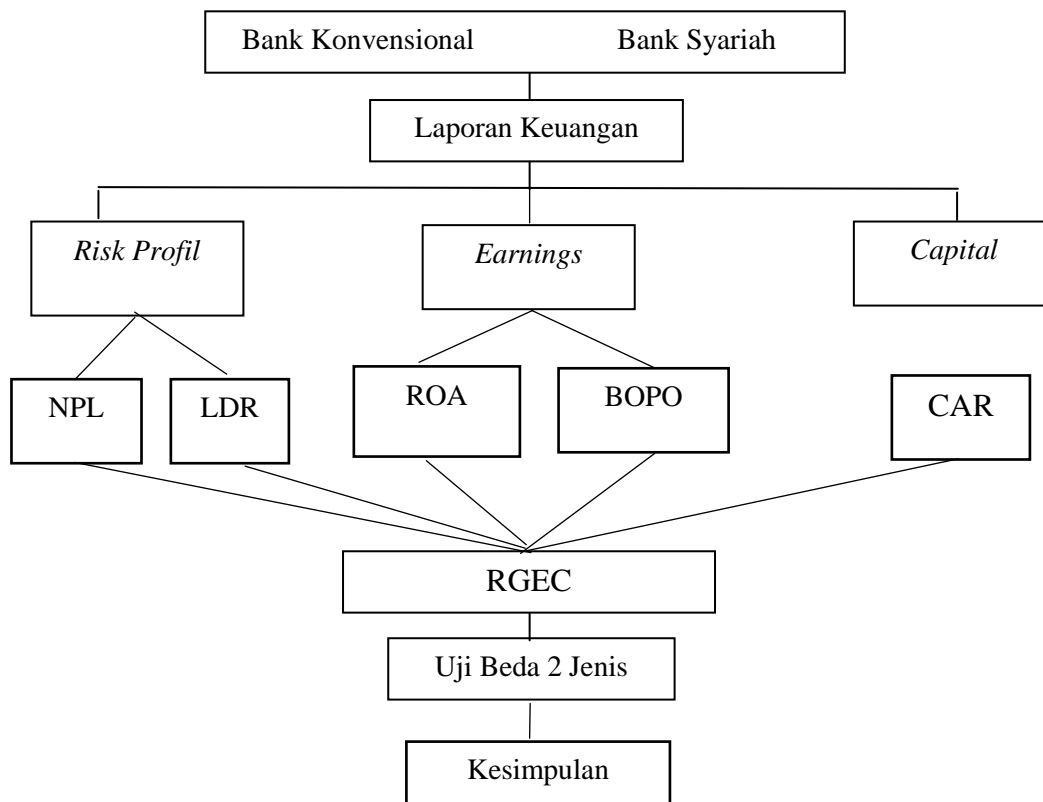 Bank Konvensional Bank Syariah
Laporan Keuangan
Risk Profil Earnings Capital
NPL LDR ROA BOPO CAR
RGEC
Uji Beda 2 Jenis
Kesimpulan